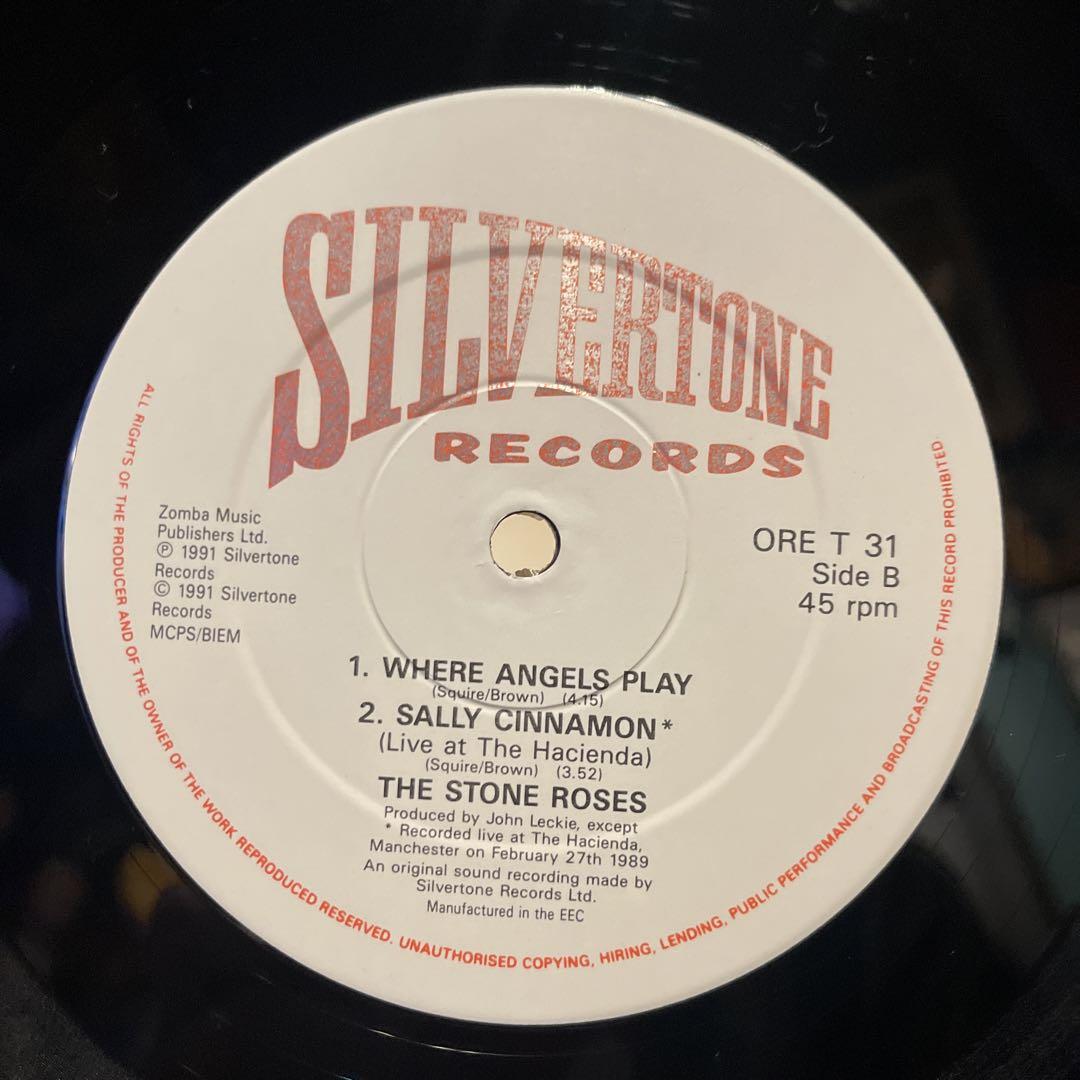 SILVERTONE
RECORDS
Zomba Music
Publishers Ltd.
℗ 1991 Silvertone
Records
© 1991 Silvertone
Records
MCPS/BIEM
ORE T 31
Side B
45 rpm
1. WHERE ANGELS PLAY
(Squire/Brown) (4.15)
2. SALLY CINNAMON*
(Live at The Hacienda)
(Squire/Brown) (3.52)
THE STONE ROSES
Produced by John Leckie, except
* Recorded live at The Hacienda,
Manchester on February 27th 1989
An original sound recording made by
Silvertone Records Ltd.
Manufactured in the EEC
ALL RIGHTS OF THE PRODUCER AND OF THE OWNER OF THE WORK REPRODUCED RESERVED. UNAUTHORISED COPYING, HIRING, LENDING, PUBLIC PERFORMANCE AND BROADCASTING OF THIS RECORD PROHIBITED